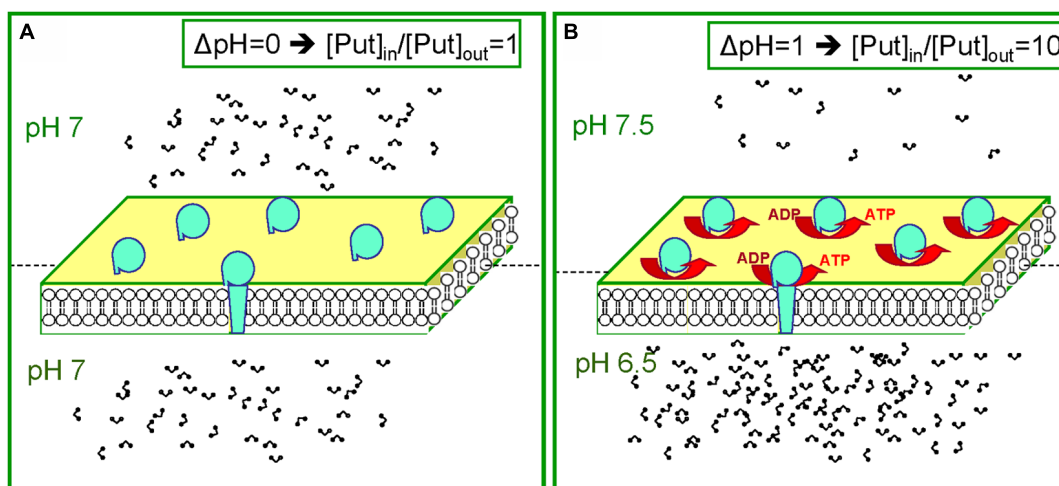 A
ΔpH=0 ➔ [Put]in/[Put]out=1
pH 7
pH 7
B
ΔpH=1 ➔ [Put]in/[Put]out=10
pH 7.5
ADP ATP
ADP ATP
pH 6.5